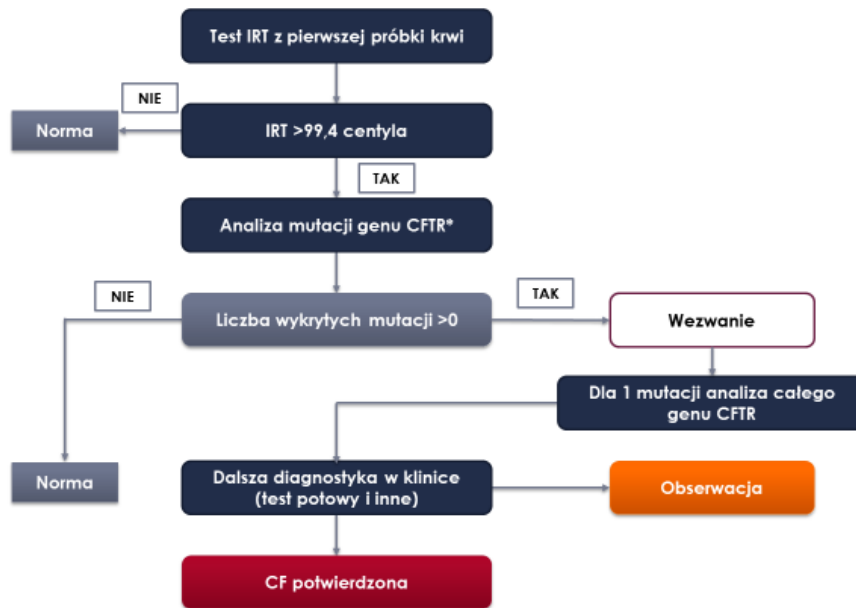 Test IRT z pierwszej próbki krwi
NIE
Norma
IRT >99,4 centyla
TAK
Analiza mutacji genu CFTR*
NIE
TAK
Liczba wykrytych mutacji >0
Wezwanie
Dla 1 mutacji analiza całego
genu CFTR
Norma
Dalsza diagnostyka w klinice
(test potowy i inne)
Obserwacja
CF potwierdzona